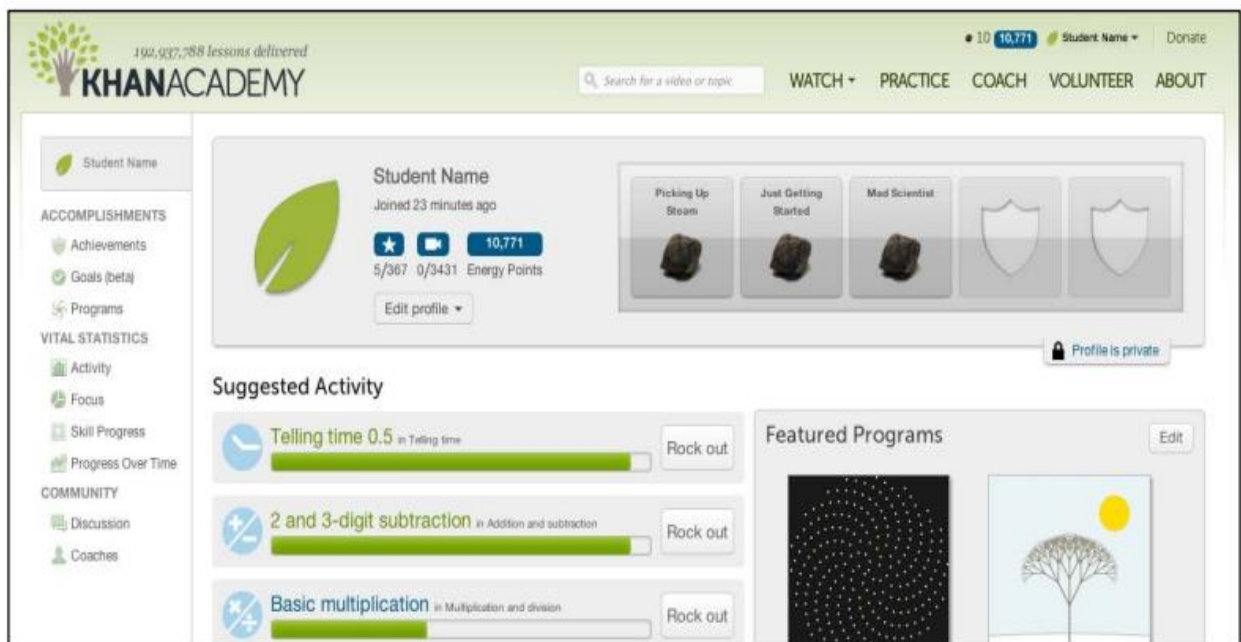 192,937,788 lessons delivered
KHANACADEMY
10 10,771 Student Name Donate
Search for a video or topic
WATCH PRACTICE COACH VOLUNTEER ABOUT
Student Name
ACCOMPLISHMENTS
Achievements
Goals (beta)
Programs
VITAL STATISTICS
Activity
Focus
Skill Progress
Progress Over Time
COMMUNITY
Discussion
Coaches
Student Name
Joined 23 minutes ago
10,771
5/367 0/3431 Energy Points
Edit profile
Picking Up
Steam
Just Getting
Started
Mad Scientist
Profile is private
Suggested Activity
Telling time 0.5 in Telling time
Rock out
2 and 3-digit subtraction in Addition and subtraction
Rock out
Basic multiplication in Multiplication and division
Rock out
Featured Programs
Edit